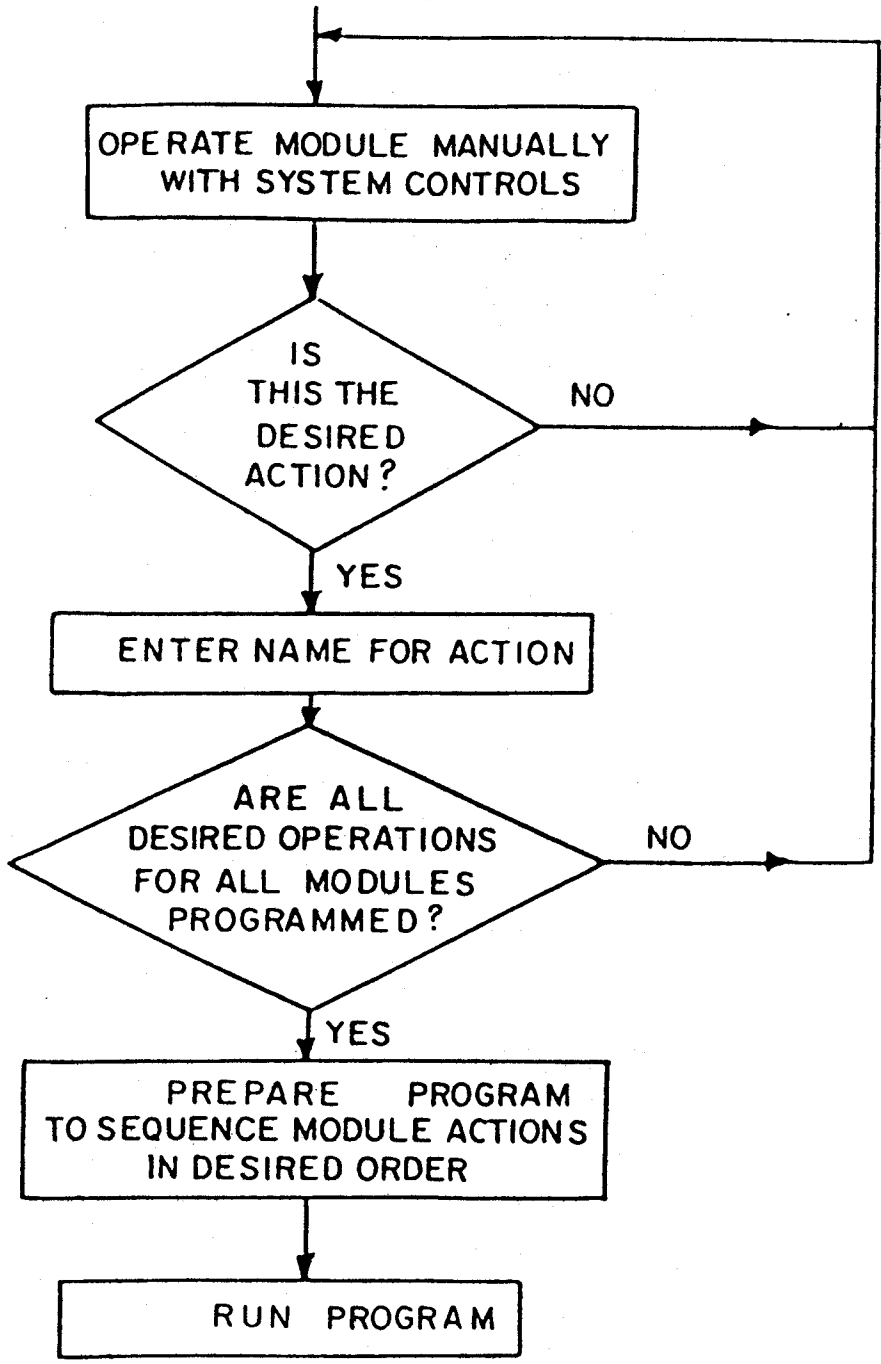 OPERATE MODULE MANUALLY
WITH SYSTEM CONTROLS
IS
THIS THE
DESIRED
ACTION?
NO
YES
ENTER NAME FOR ACTION
ARE ALL
DESIRED OPERATIONS
FOR ALL MODULES
PROGRAMMED?
NO
YES
PREPARE PROGRAM
TO SEQUENCE MODULE ACTIONS
IN DESIRED ORDER
RUN PROGRAM